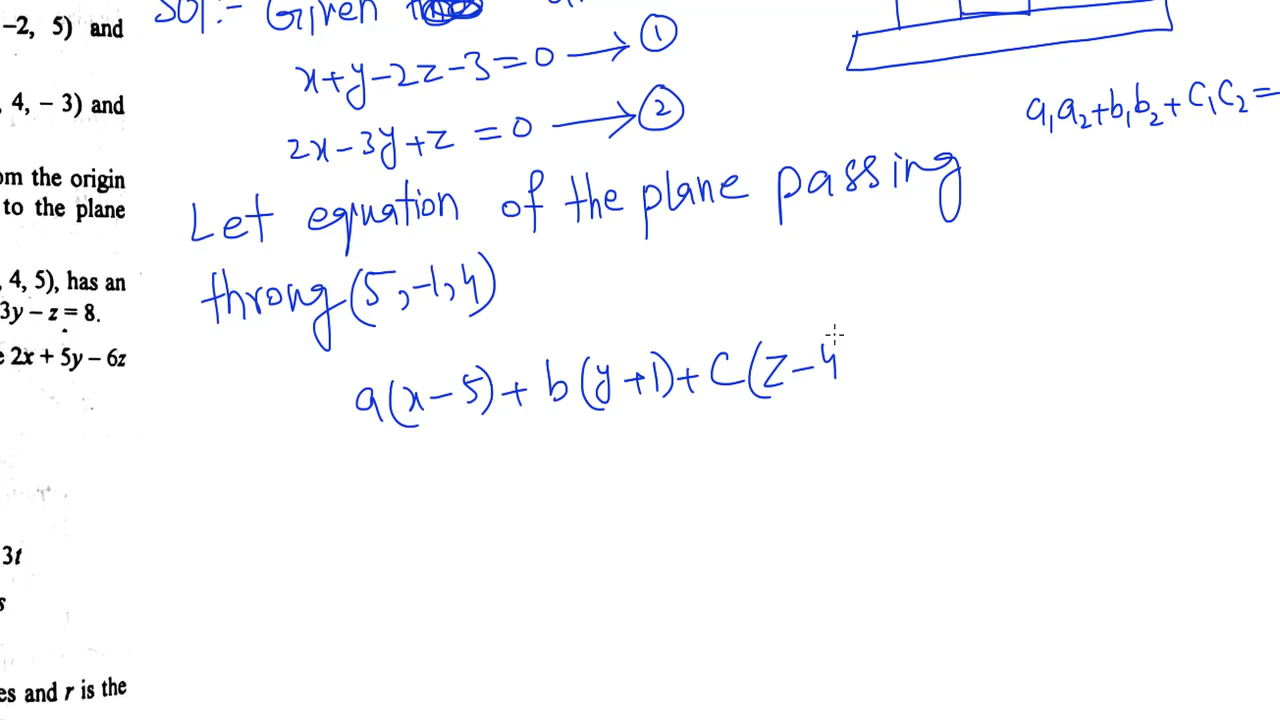 -2, 5) and
, 4, - 3) and
om the origin
to the plane
4, 5), has an
3y - z = 8.
e 2x + 5y - 6z
3t
s
es and r is the
Sol:- Given
x+y-2z-3=0 → ①
2x-3y+z =0 → ②
a₁a₂+b₁b₂+c₁c₂=
Let equation of the plane passing
throug (5,-1,4)
a(x-5)+b(y+1)+c(z-4